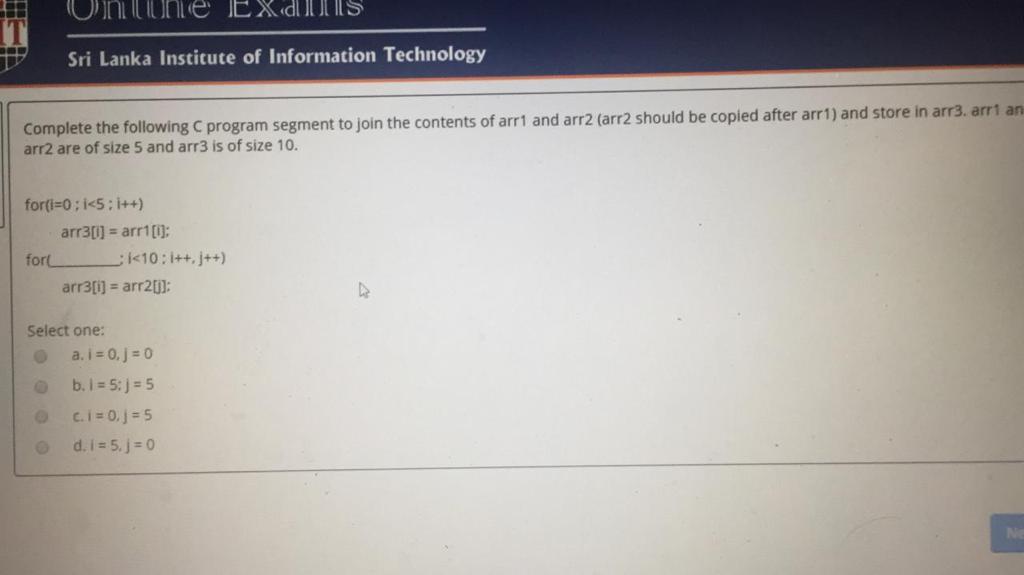 Online Exams
IT
Sri Lanka Institute of Information Technology
Complete the following C program segment to join the contents of arr1 and arr2 (arr2 should be copied after arr1) and store in arr3. arr1 an
arr2 are of size 5 and arr3 is of size 10.
for(i=0 ; i<5 ; i++)
arr3[i] = arr1[i];
for(________; i<10 ; i++, j++)
arr3[i] = arr2[j];
Select one:
a. i = 0, j = 0
b. i = 5; j = 5
c. i = 0, j = 5
d. i = 5, j = 0
Ne